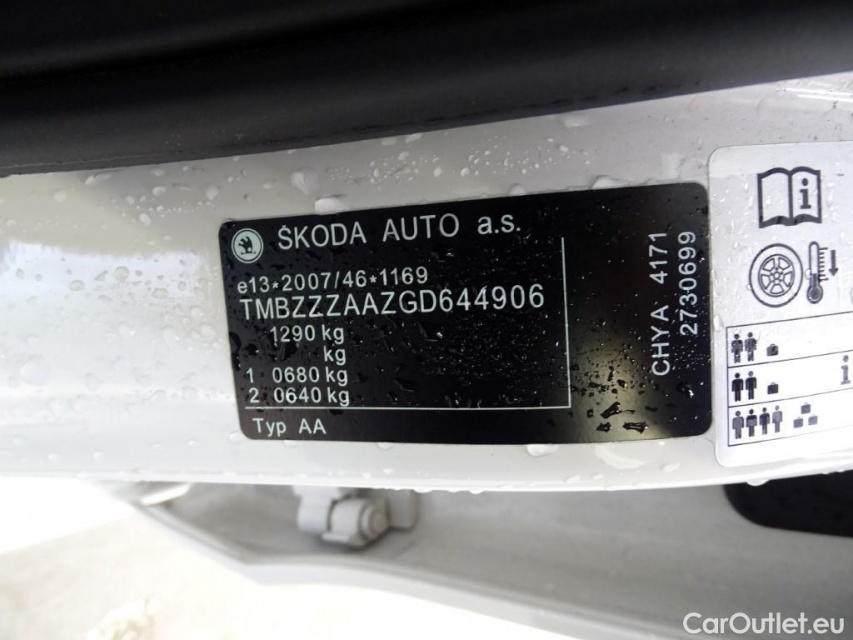 ŠKODA AUTO a.s.
e13*2007/46*1169
TMBZZZAAZGD644906
1290 kg
kg
1 0680 kg
2 0640 kg
Typ AA
CHYA 4171
2730699
i
i
CarOutlet.eu